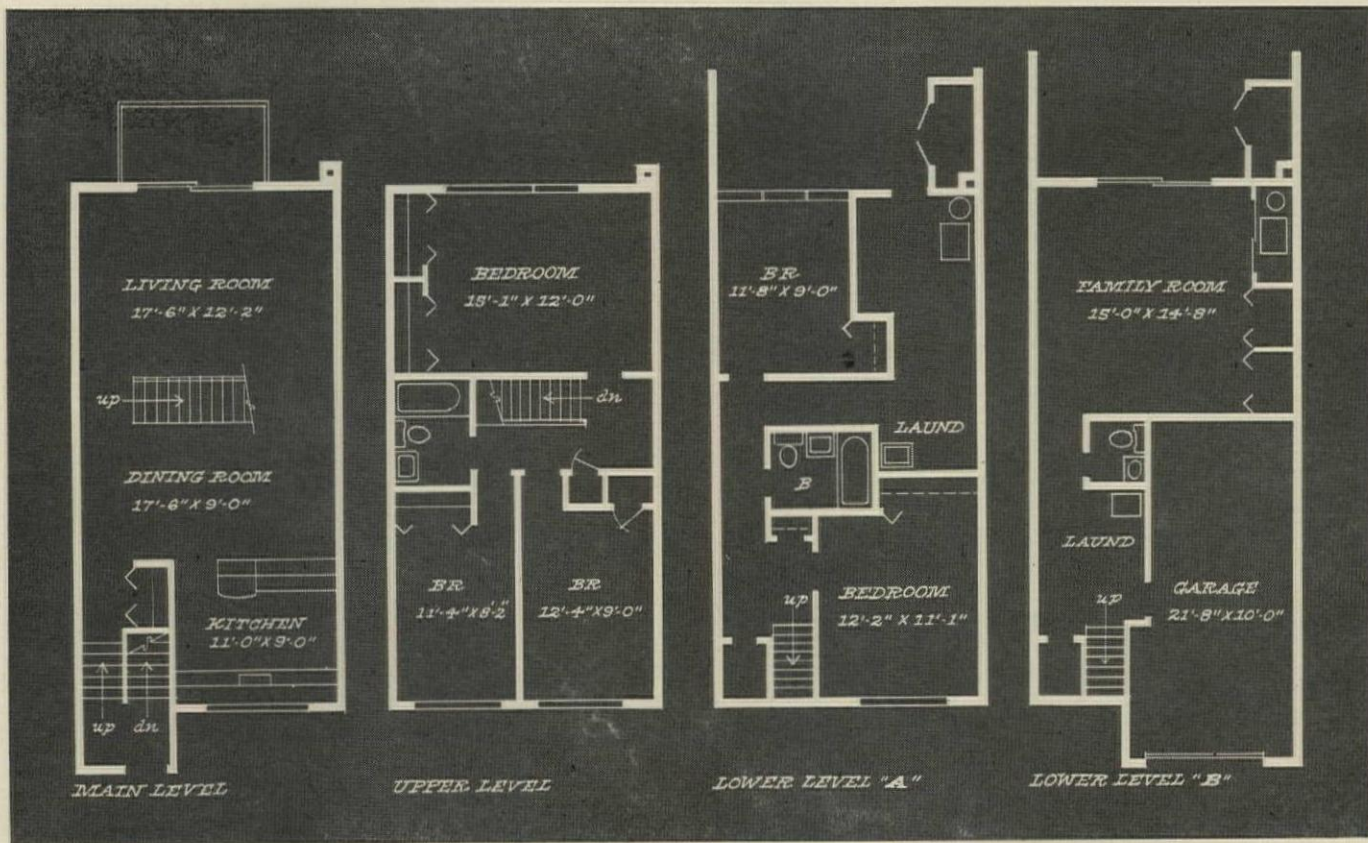 LIVING ROOM
17'-6" X 12'-2"
up
DINING ROOM
17'-6" X 9'-0"
KITCHEN
11'-0" X 9'-0"
up
dn
MAIN LEVEL
BEDROOM
15'-1" X 12'-0"
dn
BR
11'-4" X 8'-2"
BR
12'-4" X 9'-0"
UPPER LEVEL
BR
11'-8" X 9'-0"
LAUND
B
up
BEDROOM
12'-2" X 11'-1"
LOWER LEVEL "A"
FAMILY ROOM
15'-0" X 14'-8"
LAUND
up
GARAGE
21'-8" X 10'-0"
LOWER LEVEL "B"